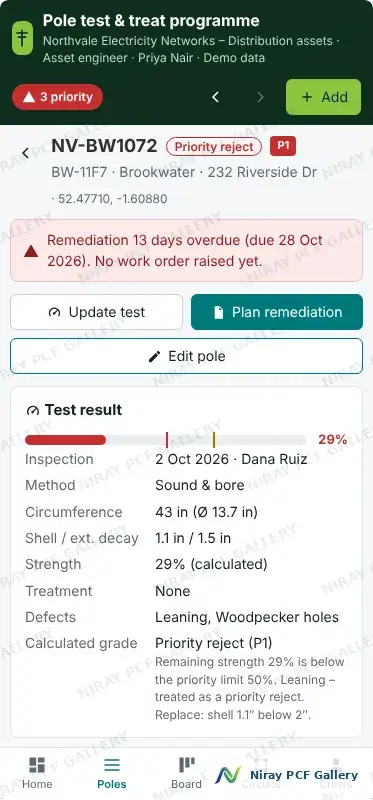 Pole test & treat programme
Northvale Electricity Networks – Distribution assets ·
Asset engineer · Priya Nair · Demo data
3 priority
Add
NV-BW1072 Priority reject P1
BW-11F7 · Brookwater · 232 Riverside Dr
· 52.47710, -1.60880
Remediation 13 days overdue (due 28 Oct
2026). No work order raised yet.
Update test
Plan remediation
Edit pole
Test result
29%
Inspection 2 Oct 2026 · Dana Ruiz
Method Sound & bore
Circumference 43 in (Ø 13.7 in)
Shell / ext. decay 1.1 in / 1.5 in
Strength 29% (calculated)
Treatment None
Defects Leaning, Woodpecker holes
Calculated grade Priority reject (P1)
Remaining strength 29% is below
the priority limit 50%. Leaning –
treated as a priority reject.
Replace: shell 1.1″ below 2″.
Home Poles Board Circuits Crews
Niray PCF Gallery
NIRAY PCF GALLERY